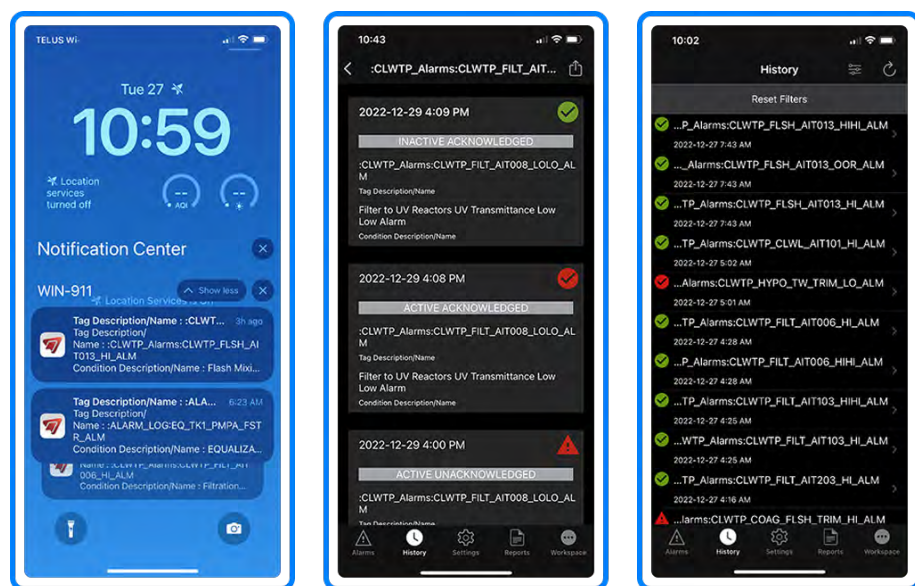 TELUS Wi-
Tue 27
10:59
Location
services
turned off
--
AQI
--
Notification Center
WIN-911
Show less
Location Services is On
Tag Description/Name : :CLWT... 3h ago
Tag Description/
Name : :CLWTP_Alarms:CLWTP_FLSH_AI
T013_HI_ALM
Condition Description/Name : Flash Mixi...
Tag Description/Name : :ALA... 6:23 AM
Tag Description/
Name : :ALARM_LOG:EQ_TK1_PMPA_FST
R_ALM
Condition Description/Name : EQUALIZA...
Name : :CLWTP_Alarms:CLWTP_FILT_AIT
006_HI_ALM
Condition Description/Name : Filtration...
10:43
:CLWTP_Alarms:CLWTP_FILT_AIT...
2022-12-29 4:09 PM
INACTIVE ACKNOWLEDGED
:CLWTP_Alarms:CLWTP_FILT_AIT008_LOLO_AL
M
Tag Description/Name
Filter to UV Reactors UV Transmittance Low
Low Alarm
Condition Description/Name
2022-12-29 4:08 PM
ACTIVE ACKNOWLEDGED
:CLWTP_Alarms:CLWTP_FILT_AIT008_LOLO_AL
M
Tag Description/Name
Filter to UV Reactors UV Transmittance Low
Low Alarm
Condition Description/Name
2022-12-29 4:00 PM
ACTIVE UNACKNOWLEDGED
:CLWTP_Alarms:CLWTP_FILT_AIT008_LOLO_AL
M
Tag Description/Name
Alarms
History
Settings
Reports
Workspace
10:02
History
Reset Filters
...P_Alarms:CLWTP_FLSH_AIT013_HIHI_ALM
2022-12-27 7:43 AM
..._Alarms:CLWTP_FLSH_AIT013_OOR_ALM
2022-12-27 7:43 AM
...TP_Alarms:CLWTP_FLSH_AIT013_HI_ALM
2022-12-27 7:43 AM
...TP_Alarms:CLWTP_CLWL_AIT101_HI_ALM
2022-12-27 5:02 AM
...Alarms:CLWTP_HYPO_TW_TRIM_LO_ALM
2022-12-27 5:01 AM
...TP_Alarms:CLWTP_FILT_AIT006_HI_ALM
2022-12-27 4:28 AM
...P_Alarms:CLWTP_FILT_AIT006_HIHI_ALM
2022-12-27 4:28 AM
...TP_Alarms:CLWTP_FILT_AIT103_HIHI_ALM
2022-12-27 4:25 AM
...WTP_Alarms:CLWTP_FILT_AIT103_HI_ALM
2022-12-27 4:25 AM
...TP_Alarms:CLWTP_FILT_AIT203_HI_ALM
2022-12-27 4:16 AM
...larms:CLWTP_COAG_FLSH_TRIM_HI_ALM
Alarms
History
Settings
Reports
Workspace